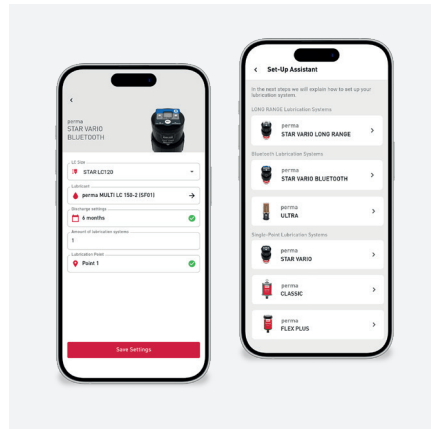 perma
STAR VARIO
BLUETOOTH
LC Size
STAR LC120
Lubricant
perma MULTI LC 150-2 (SF01)
Discharge settings
6 months
Amount of lubrication systems
1
Lubrication Point
Point 1
Save Settings
Set-Up Assistant
In the next steps we will explain how to set up your
lubrication system.
LONG RANGE Lubrication Systems
perma
STAR VARIO LONG RANGE
Bluetooth Lubrication Systems
perma
STAR VARIO BLUETOOTH
perma
ULTRA
Single-Point Lubrication Systems
perma
STAR VARIO
perma
CLASSIC
perma
FLEX PLUS